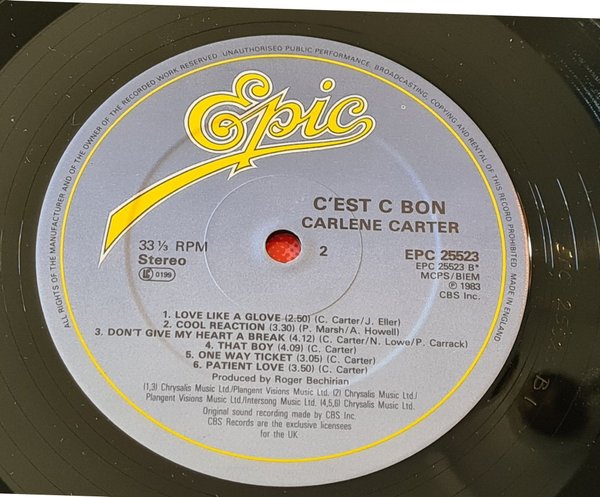 ALL RIGHTS OF THE MANUFACTURER AND OF THE OWNER OF THE RECORDED WORK RESERVED. UNAUTHORISED PUBLIC PERFORMANCE, BROADCASTING, COPYING AND RENTAL OF THIS RECORD PROHIBITED. MADE IN ENGLAND
Epic
C'EST C BON
CARLENE CARTER
33 ⅓ RPM
Stereo
LC 0199
2
EPC 25523
EPC 25523 B*
MCPS/BIEM
℗ 1983
CBS Inc.
1. LOVE LIKE A GLOVE (2.50) (C. Carter/J. Eller)
2. COOL REACTION (3.30) (P. Marsh/A. Howell)
3. DON'T GIVE MY HEART A BREAK (4.12) (C. Carter/N. Lowe/P. Carrack)
4. THAT BOY (4.09) (C. Carter)
5. ONE WAY TICKET (3.05) (C. Carter)
6. PATIENT LOVE (3.50) (C. Carter)
Produced by Roger Bechirian
(1,3) Chrysalis Music Ltd./Plangent Visions Music Ltd. (2) Chrysalis Music Ltd./
Plangent Visions Music Ltd./Intersong Music Ltd. (4,5,6) Chrysalis Music Ltd.
Original sound recording made by CBS Inc.
CBS Records are the exclusive licensees
for the UK